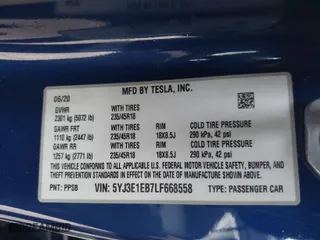 MFD BY TESLA, INC.
06/20
GVWR WITH TIRES
2301 kg (5072 lb) 235/45R18
GAWR FRT WITH TIRES RIM COLD TIRE PRESSURE
1110 kg (2447 lb) 235/45R18 18X8.5J 290 kPa, 42 psi
GAWR RR WITH TIRES RIM COLD TIRE PRESSURE
1257 kg (2771 lb) 235/45R18 18X8.5J 290 kPa, 42 psi
THIS VEHICLE CONFORMS TO ALL APPLICABLE
FEDERAL MOTOR VEHICLE SAFETY, BUMPER,
AND THEFT PREVENTION STANDARDS IN EFFECT
ON THE DATE OF MANUFACTURE SHOWN ABOVE.
PNT: PPSB VIN: 5YJ3E1EB7LF668558 TYPE: PASSENGER CAR